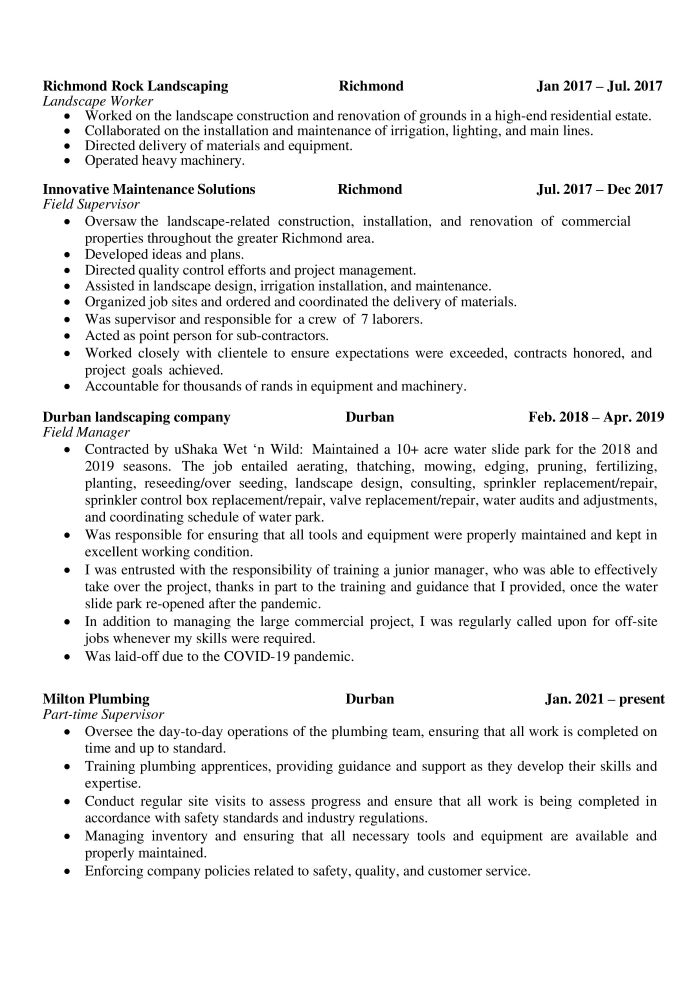 Richmond Rock Landscaping Richmond Jan 2017 – Jul. 2017
Landscape Worker
• Worked on the landscape construction and renovation of grounds in a high-end residential estate.
• Collaborated on the installation and maintenance of irrigation, lighting, and main lines.
• Directed delivery of materials and equipment.
• Operated heavy machinery.
Innovative Maintenance Solutions Richmond Jul. 2017 – Dec 2017
Field Supervisor
• Oversaw the landscape-related construction, installation, and renovation of commercial
properties throughout the greater Richmond area.
• Developed ideas and plans.
• Directed quality control efforts and project management.
• Assisted in landscape design, irrigation installation, and maintenance.
• Organized job sites and ordered and coordinated the delivery of materials.
• Was supervisor and responsible for a crew of 7 laborers.
• Acted as point person for sub-contractors.
• Worked closely with clientele to ensure expectations were exceeded, contracts honored, and
project goals achieved.
• Accountable for thousands of rands in equipment and machinery.
Durban landscaping company Durban Feb. 2018 – Apr. 2019
Field Manager
• Contracted by uShaka Wet ‘n Wild: Maintained a 10+ acre water slide park for the 2018 and
2019 seasons. The job entailed aerating, thatching, mowing, edging, pruning, fertilizing,
planting, reseeding/over seeding, landscape design, consulting, sprinkler replacement/repair,
sprinkler control box replacement/repair, valve replacement/repair, water audits and adjustments,
and coordinating schedule of water park.
• Was responsible for ensuring that all tools and equipment were properly maintained and kept in
excellent working condition.
• I was entrusted with the responsibility of training a junior manager, who was able to effectively
take over the project, thanks in part to the training and guidance that I provided, once the water
slide park re-opened after the pandemic.
• In addition to managing the large commercial project, I was regularly called upon for off-site
jobs whenever my skills were required.
• Was laid-off due to the COVID-19 pandemic.
Milton Plumbing Durban Jan. 2021 – present
Part-time Supervisor
• Oversee the day-to-day operations of the plumbing team, ensuring that all work is completed on
time and up to standard.
• Training plumbing apprentices, providing guidance and support as they develop their skills and
expertise.
• Conduct regular site visits to assess progress and ensure that all work is being completed in
accordance with safety standards and industry regulations.
• Managing inventory and ensuring that all necessary tools and equipment are available and
properly maintained.
• Enforcing company policies related to safety, quality, and customer service.